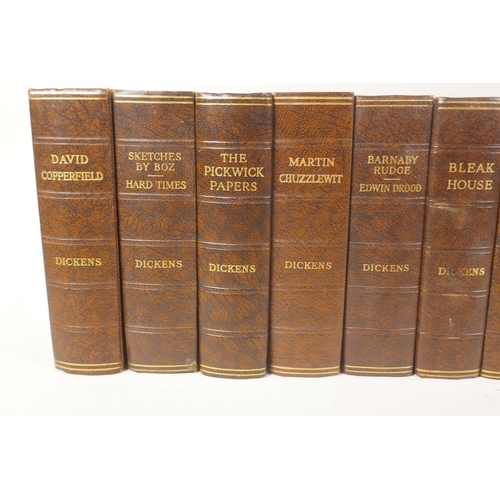 DAVID
COPPERFIELD
DICKENS
SKETCHES
BY BOZ
HARD TIMES
DICKENS
THE
PICKWICK
PAPERS
DICKENS
MARTIN
CHUZZLEWIT
DICKENS
BARNABY
RUDGE
EDWIN DROOD
DICKENS
BLEAK
HOUSE
DICKENS